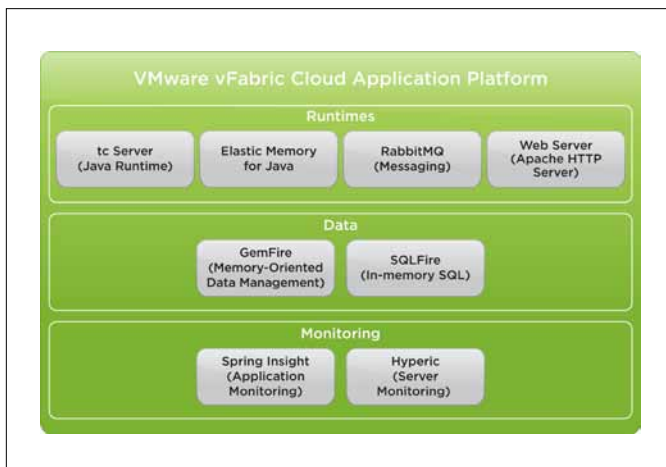 VMware vFabric Cloud Application Platform
Runtimes
tc Server
(Java Runtime)
Elastic Memory
for Java
RabbitMQ
(Messaging)
Web Server
(Apache HTTP
Server)
Data
GemFire
(Memory-Oriented
Data Management)
SQLFire
(In-memory SQL)
Monitoring
Spring Insight
(Application
Monitoring)
Hyperic
(Server
Monitoring)